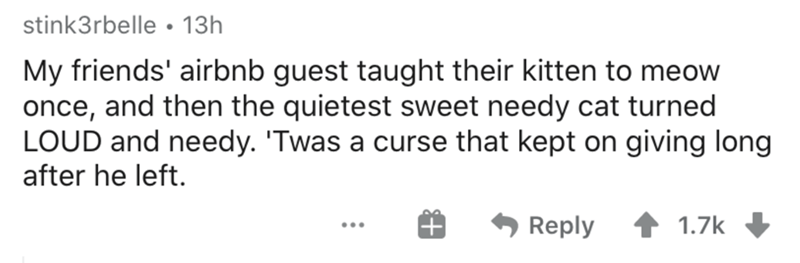 stink3rbelle • 13h
My friends' airbnb guest taught their kitten to meow
once, and then the quietest sweet needy cat turned
LOUD and needy. 'Twas a curse that kept on giving long
after he left.
... Reply 1.7k